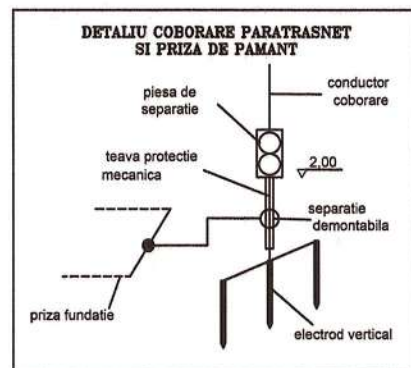 DETALIU COBORARE PARATRASNET
SI PRIZA DE PAMANT
piesa de
separatie
conductor
coborare
teava protectie
mecanica
2,00
separatie
demontabila
priza fundatie
electrod vertical